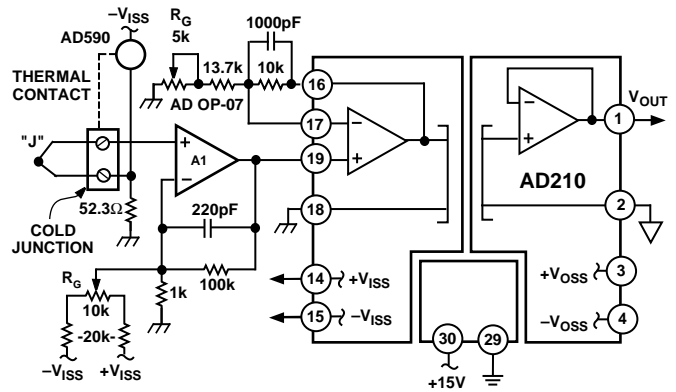 −VISS
AD590
RG
5k
1000pF
13.7k
10k
THERMAL
CONTACT
AD OP-07
16
17
19
18
14
15
−
+
VOUT
1
2
3
4
AD210
"J"
+
−
A1
−
+
52.3Ω
COLD
JUNCTION
220pF
100k
1k
RG
10k
-20k-
−VISS
+VISS
+VISS
−VISS
+VOSS
−VOSS
30
29
+15V